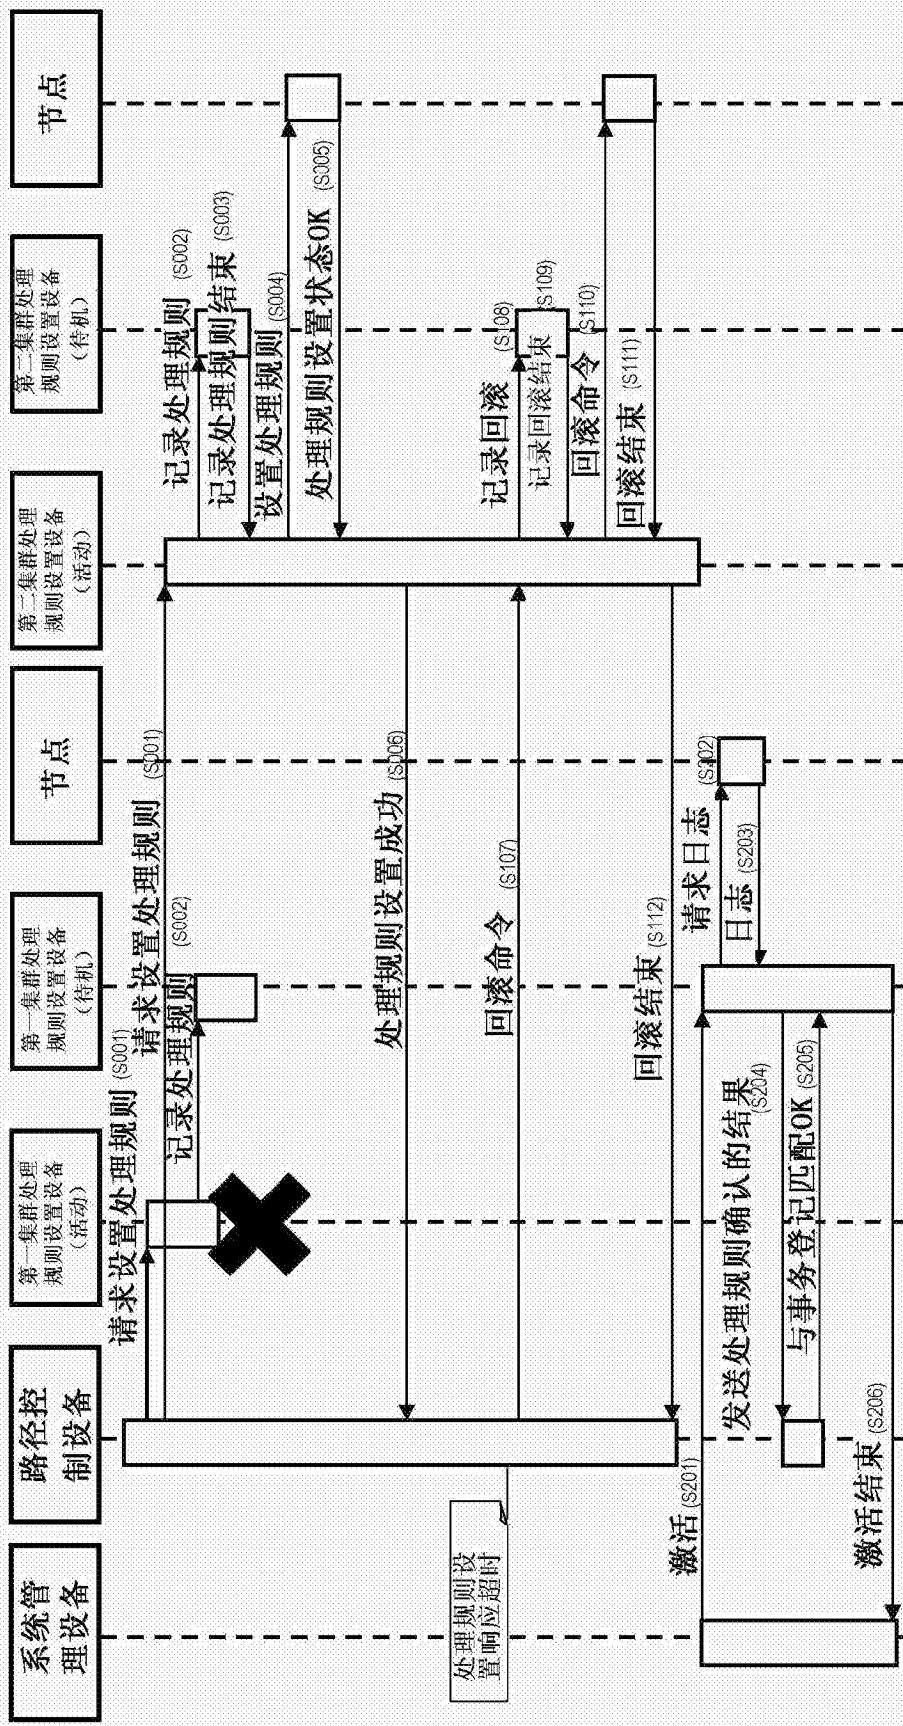 系统管
理设备
路径控
制设备
第一集群处理
规则设置设备
（活动）
第一集群处理
规则设置设备
（待机）
节点
第二集群处理
规则设置设备
（活动）
第二集群处理
规则设置设备
（待机）
节点
请求设置处理规则 (S001)
请求设置处理规则 (S001)
记录处理规则 (S002)
记录处理规则 (S002)
记录处理规则结束 (S003)
设置处理规则 (S004)
处理规则设置状态OK (S005)
处理规则设置成功 (S006)
处理规则设
置响应超时
回滚命令 (S107)
记录回滚 (S108)
记录回滚结束 (S109)
回滚命令 (S110)
回滚结束 (S111)
回滚结束 (S112)
激活 (S201)
请求日志 (S202)
日志 (S203)
发送处理规则确认的结果 (S204)
与事务登记匹配OK (S205)
激活结束 (S206)